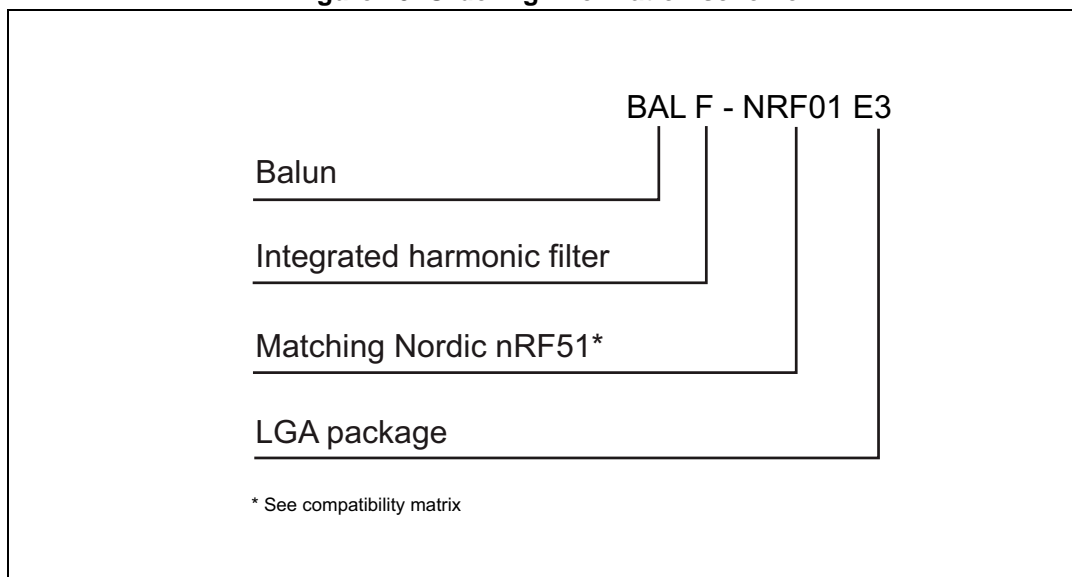 BAL F - NRF01 E3
Balun
Integrated harmonic filter
Matching Nordic nRF51*
LGA package
* See compatibility matrix